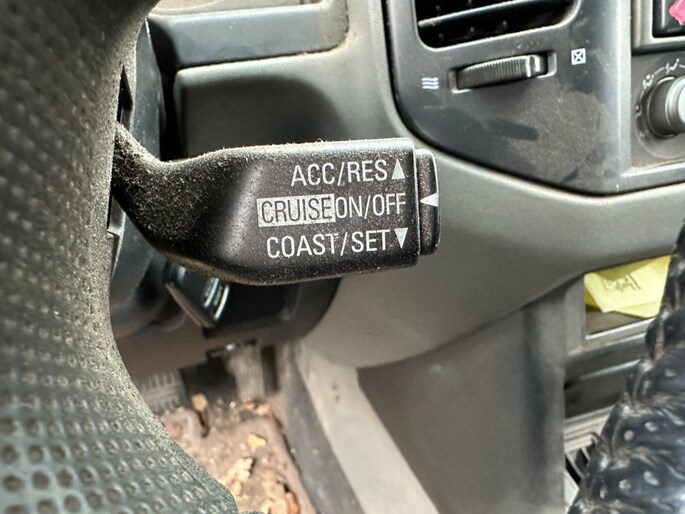 ACC/RES▲
CRUISE ON/OFF ◀
COAST/SET▼